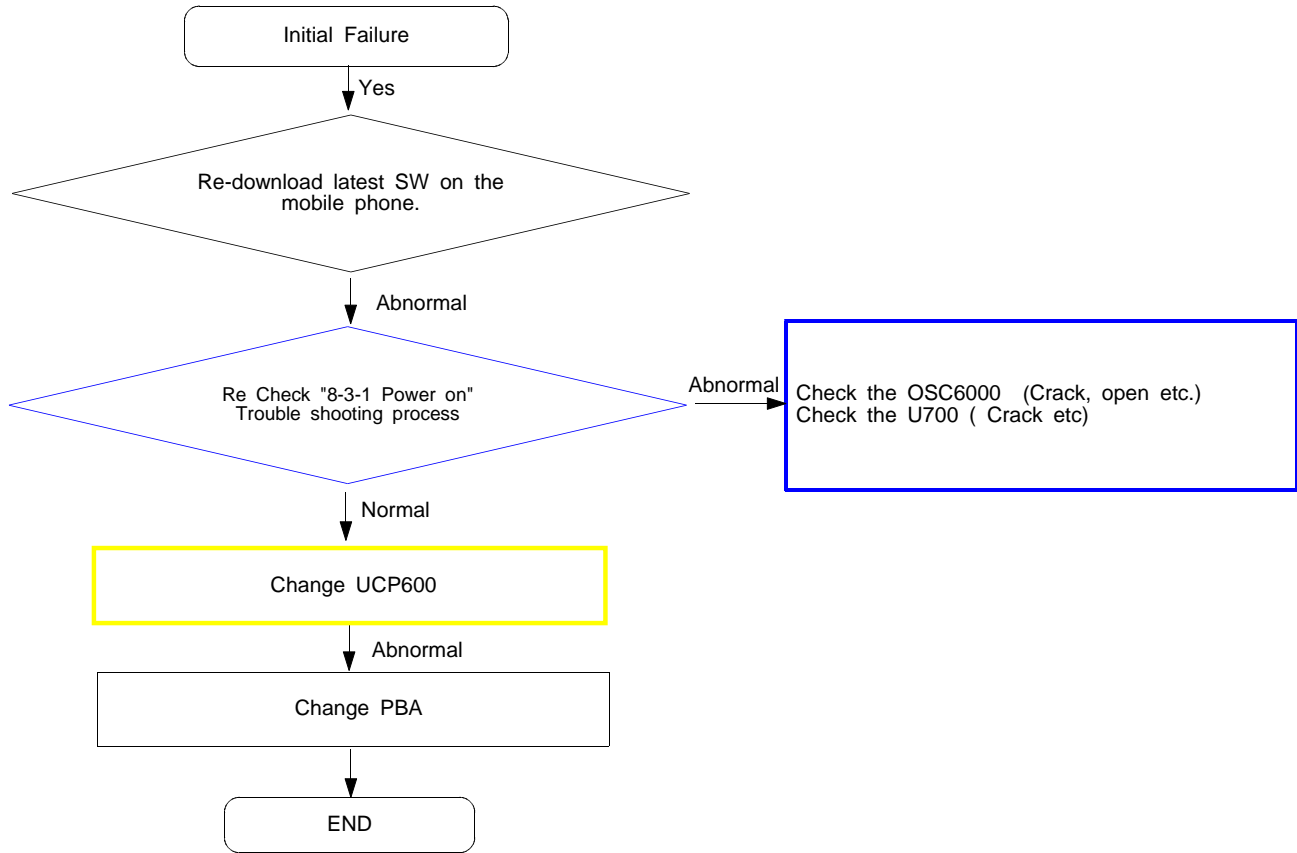 Initial Failure
Yes
Re-download latest SW on the
mobile phone.
Abnormal
Re Check "8-3-1 Power on"
Trouble shooting process
Abnormal
Check the OSC6000 (Crack, open etc.)
Check the U700 ( Crack etc)
Normal
Change UCP600
Abnormal
Change PBA
END